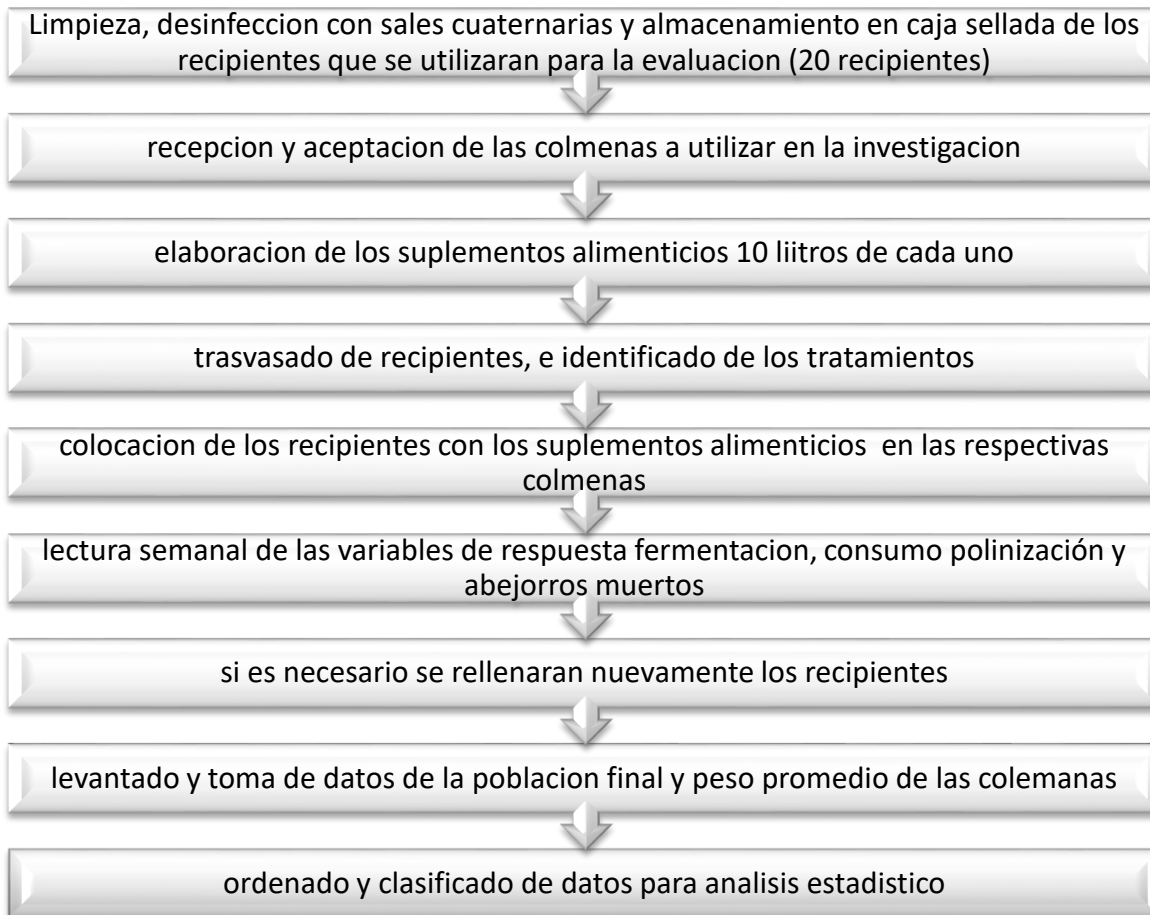 Limpieza, desinfeccion con sales cuaternarias y almacenamiento en caja sellada de los
recipientes que se utilizaran para la evaluacion (20 recipientes)
recepcion y aceptacion de las colmenas a utilizar en la investigacion
elaboracion de los suplementos alimenticios 10 liitros de cada uno
trasvasado de recipientes, e identificado de los tratamientos
colocacion de los recipientes con los suplementos alimenticios en las respectivas
colmenas
lectura semanal de las variables de respuesta fermentacion, consumo polinización y
abejorros muertos
si es necesario se rellenaran nuevamente los recipientes
levantado y toma de datos de la poblacion final y peso promedio de las colemanas
ordenado y clasificado de datos para analisis estadistico